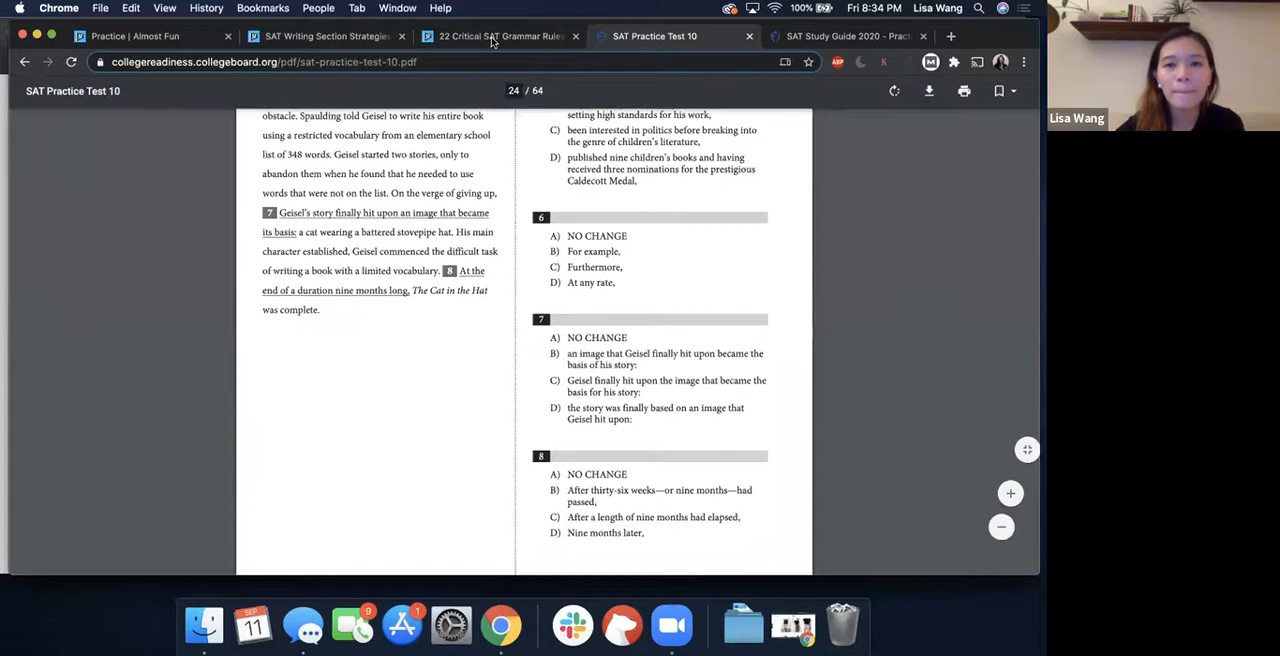 Chrome File Edit View History Bookmarks People Tab Window Help 100% Fri 8:34 PM Lisa Wang
Practice | Almost Fun
SAT Writing Section Strategies
22 Critical SAT Grammar Rules
SAT Practice Test 10
SAT Study Guide 2020 - Pract
collegereadiness.collegeboard.org/pdf/sat-practice-test-10.pdf
ABP
K
M
SAT Practice Test 10
24 / 64
obstacle. Spaulding told Geisel to write his entire book
using a restricted vocabulary from an elementary school
list of 348 words. Geisel started two stories, only to
abandon them when he found that he needed to use
words that were not on the list. On the verge of giving up,
7 Geisel's story finally hit upon an image that became
its basis: a cat wearing a battered stovepipe hat. His main
character established, Geisel commenced the difficult task
of writing a book with a limited vocabulary. 8 At the
end of a duration nine months long, The Cat in the Hat
was complete.
setting high standards for his work,
C) been interested in politics before breaking into
the genre of children's literature,
D) published nine children's books and having
received three nominations for the prestigious
Caldecott Medal,
6
A) NO CHANGE
B) For example,
C) Furthermore,
D) At any rate,
7
A) NO CHANGE
B) an image that Geisel finally hit upon became the
basis of his story:
C) Geisel finally hit upon the image that became the
basis for his story:
D) the story was finally based on an image that
Geisel hit upon:
8
A) NO CHANGE
B) After thirty-six weeks—or nine months—had
passed,
C) After a length of nine months had elapsed,
D) Nine months later,
Lisa Wang
SEP
11
9
1